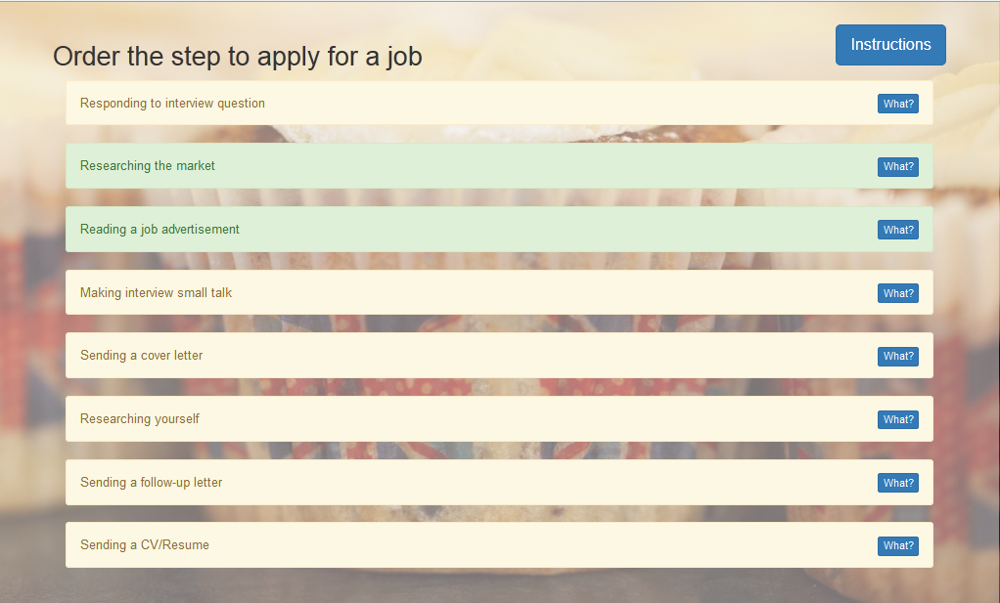 Order the step to apply for a job
Instructions
Responding to interview question What?
Researching the market What?
Reading a job advertisement What?
Making interview small talk What?
Sending a cover letter What?
Researching yourself What?
Sending a follow-up letter What?
Sending a CV/Resume What?